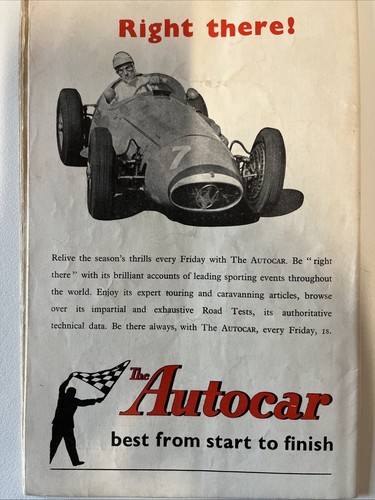 Right there!
7
Relive the season's thrills every Friday with The AUTOCAR. Be "right
there" with its brilliant accounts of leading sporting events throughout
the world. Enjoy its expert touring and caravanning articles, browse
over its impartial and exhaustive Road Tests, its authoritative
technical data. Be there always, with The AUTOCAR, every Friday, 1s.
The Autocar
best from start to finish